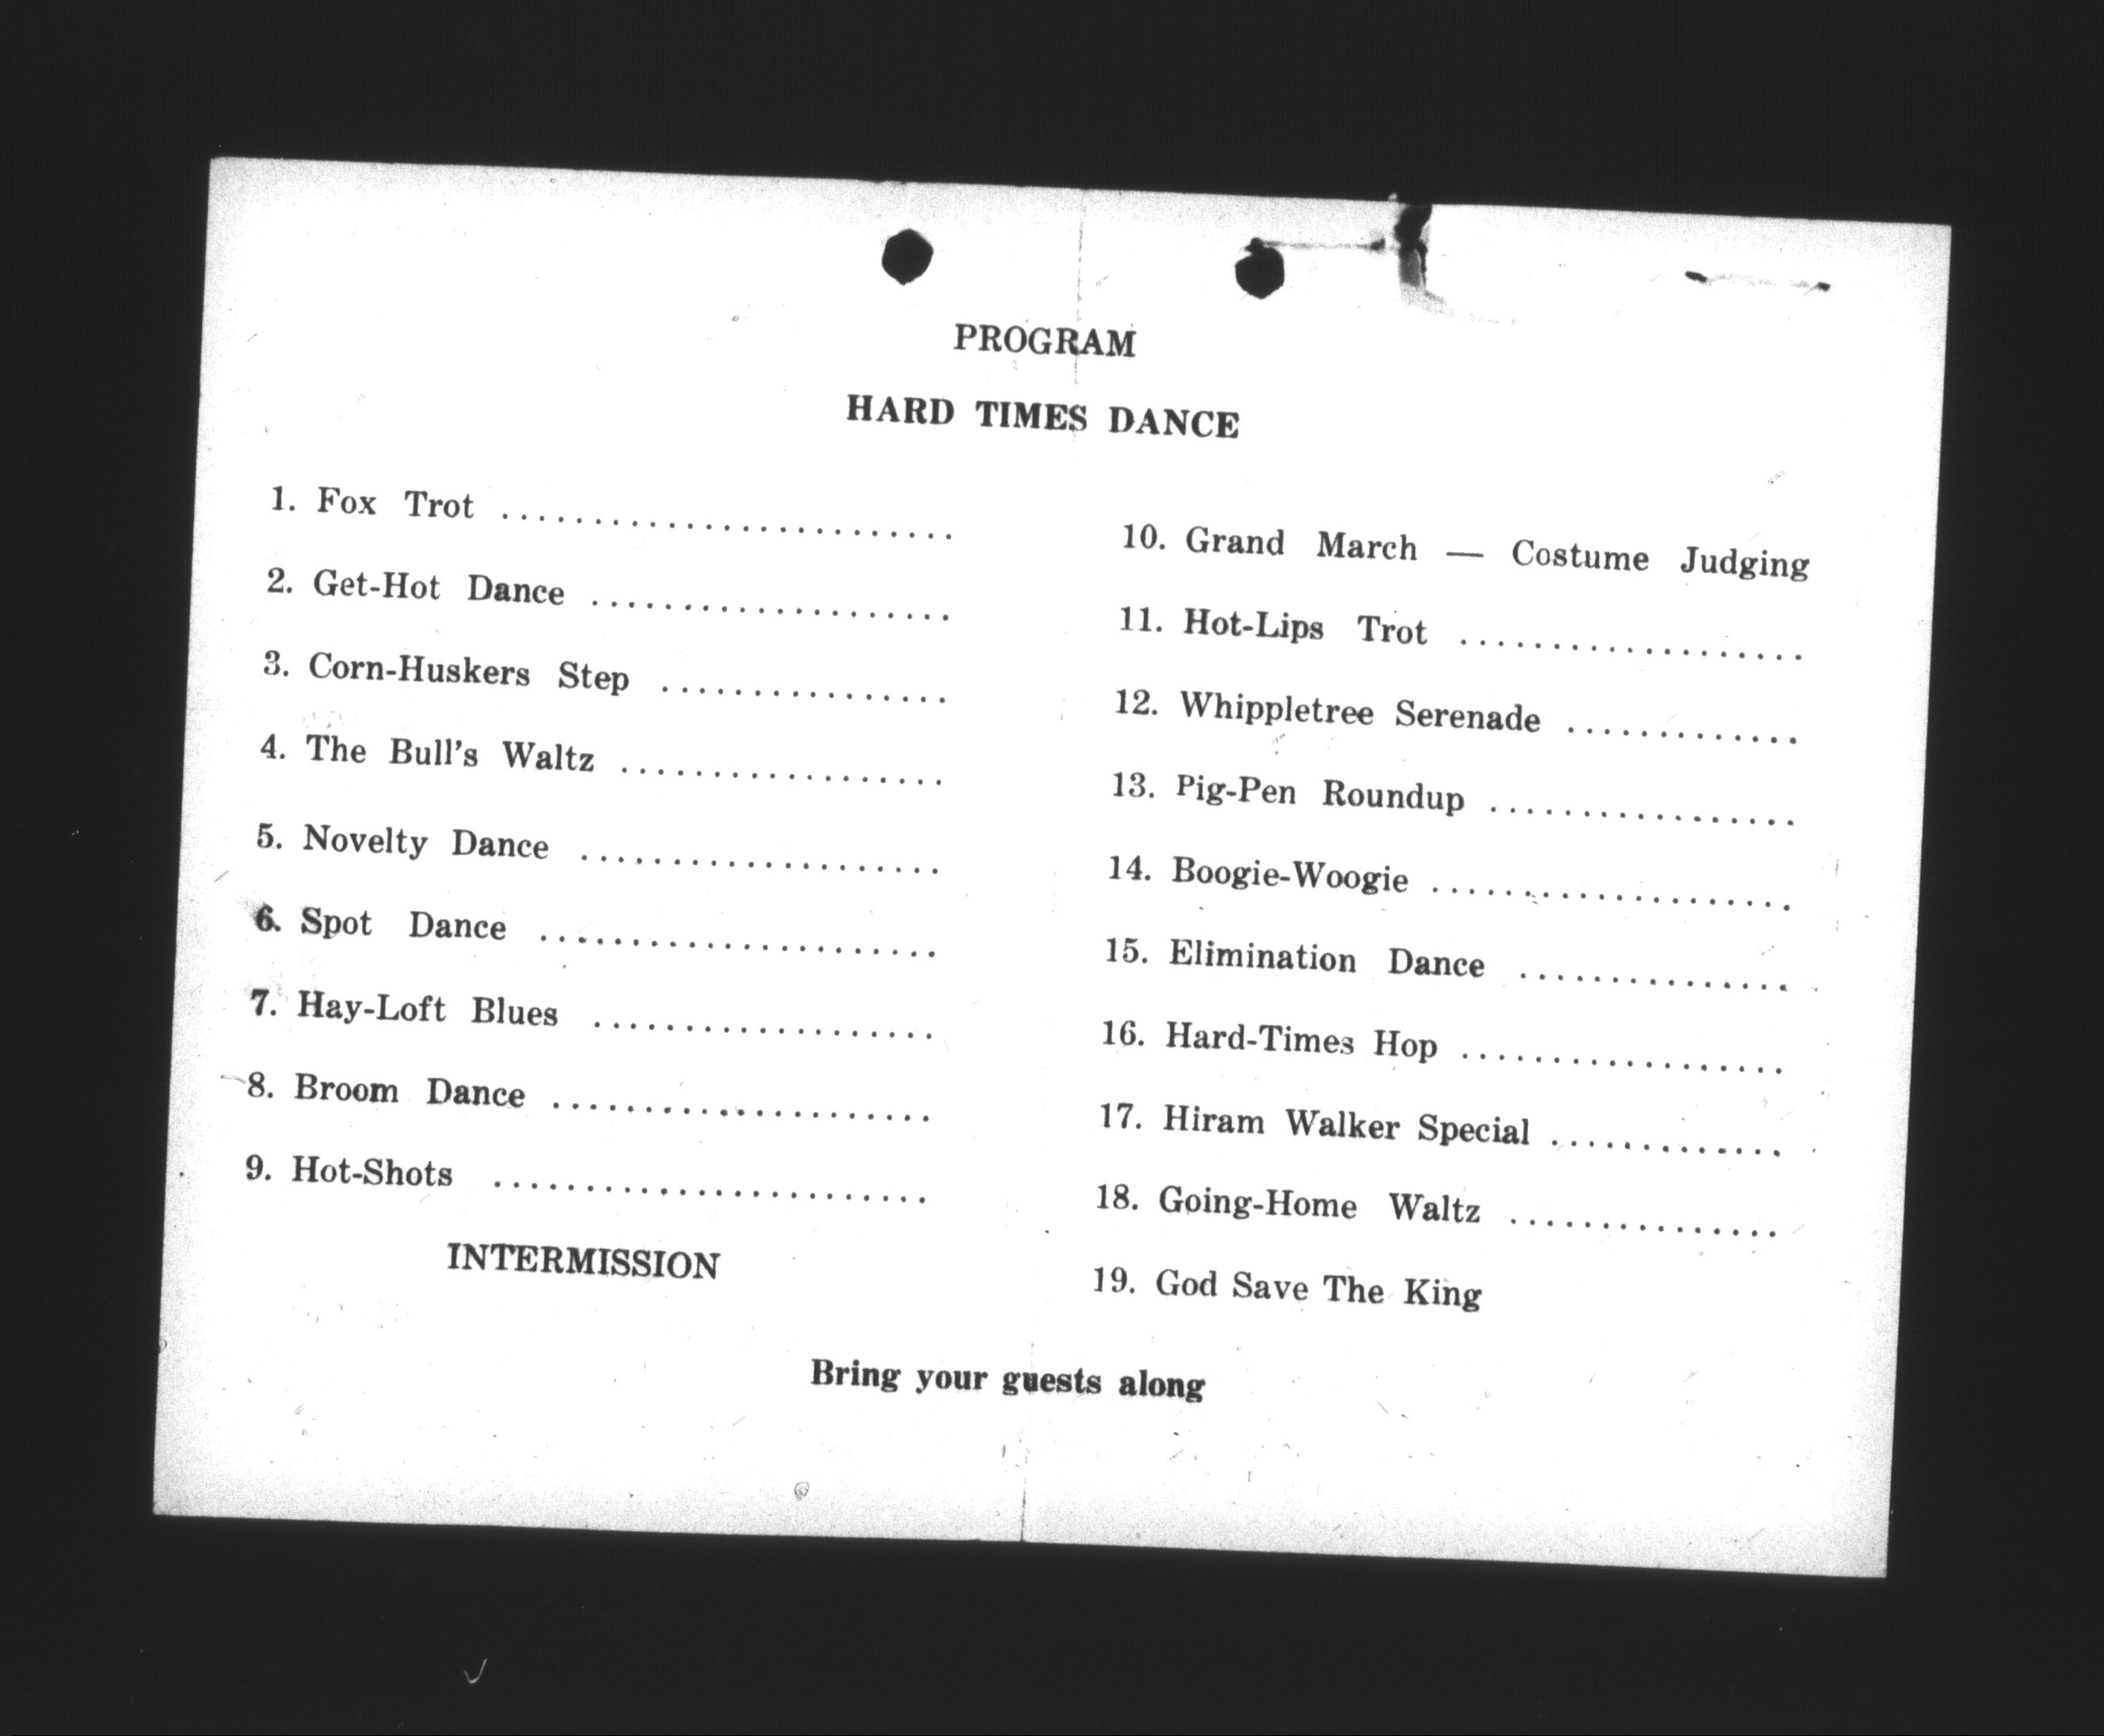 PROGRAM
HARD TIMES DANCE
1. Fox Trot ..........................
2. Get-Hot Dance ....................
3. Corn-Huskers Step ................
4. The Bull's Waltz ..................
5. Novelty Dance ....................
6. Spot Dance ......................
7. Hay-Loft Blues ...................
8. Broom Dance .....................
9. Hot-Shots ........................
INTERMISSION
10. Grand March — Costume Judging
11. Hot-Lips Trot ...................
12. Whippletree Serenade .............
13. Pig-Pen Roundup .................
14. Boogie-Woogie ....................
15. Elimination Dance ...............
16. Hard-Times Hop ..................
17. Hiram Walker Special .............
18. Going-Home Waltz ...............
19. God Save The King
Bring your guests along